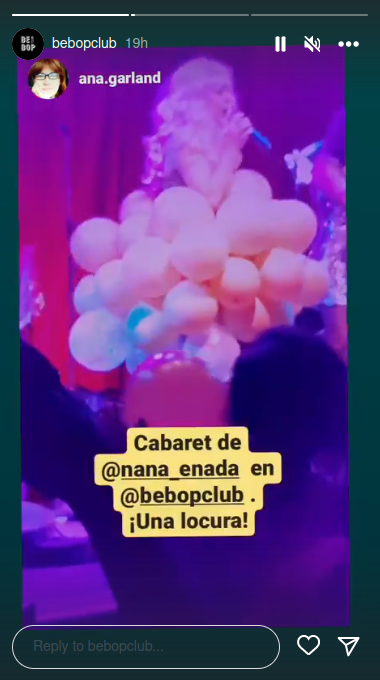 BE BOP
bebopclub 19h
ana.garland
Cabaret de
@nana_enada en
@bebopclub .
¡Una locura!
Reply to bebopclub...